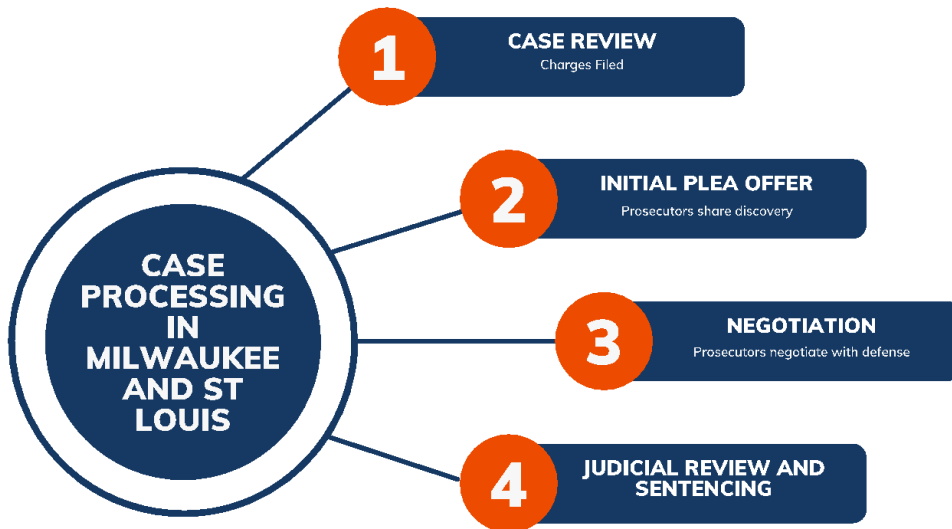 1
CASE REVIEW
Charges Filed
2
INITIAL PLEA OFFER
Prosecutors share discovery
CASE
PROCESSING
IN
MILWAUKEE
AND ST
LOUIS
3
NEGOTIATION
Prosecutors negotiate with defense
4
JUDICIAL REVIEW AND
SENTENCING